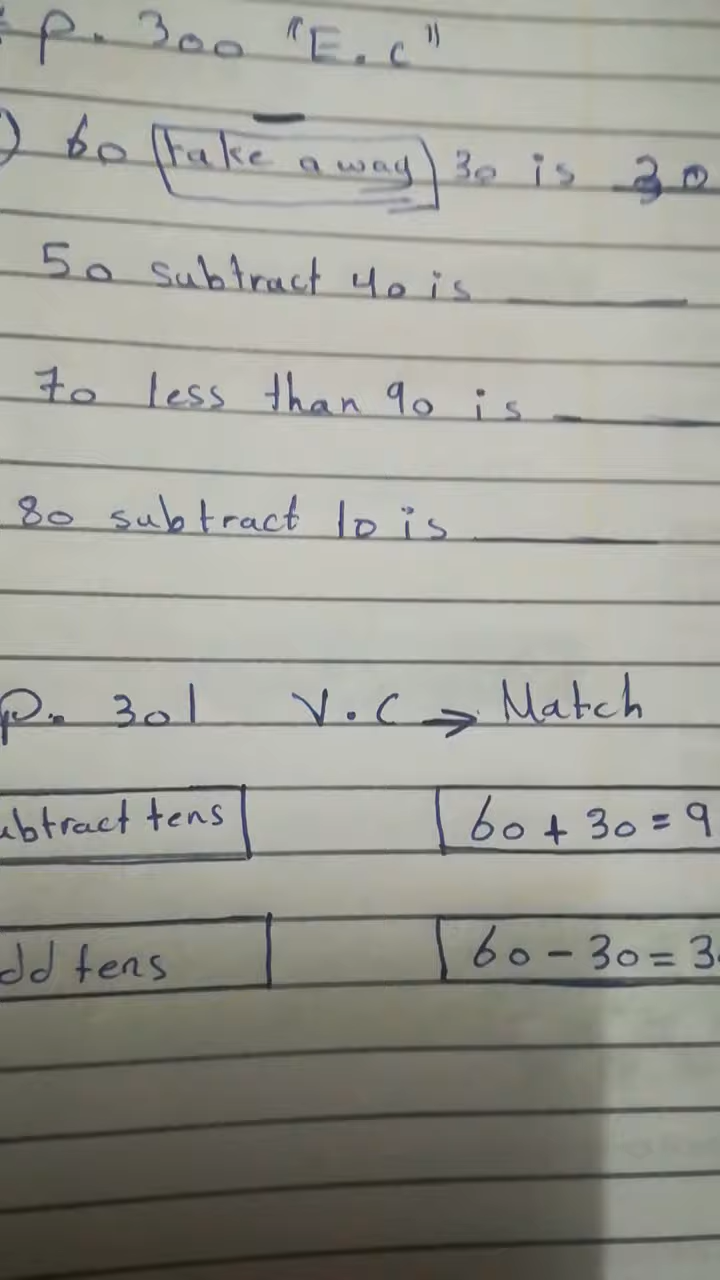 p. 300 "E.c"
) 60 take away 30 is 30
50 subtract 40 is
70 less than 90 is
80 subtract 10 is
p. 301 V.C → Match
ubtract tens 60 + 30 = 9
dd tens 60 - 30 = 3